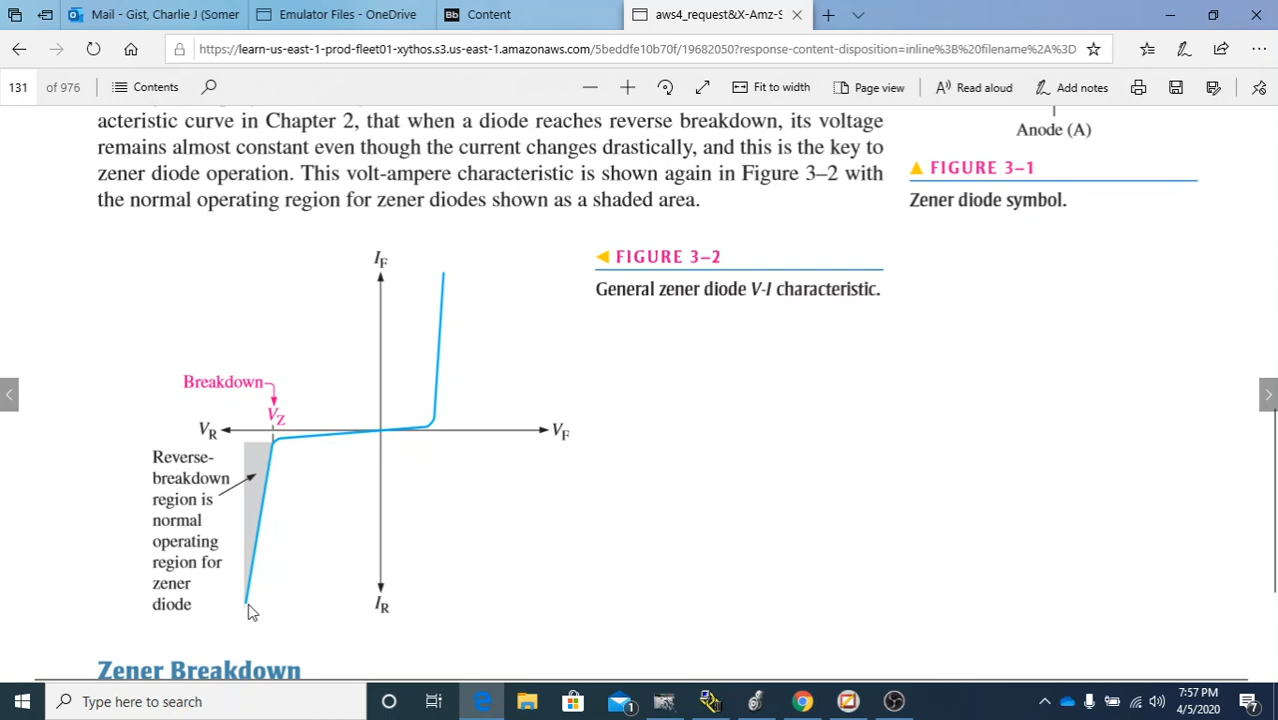 Mail - Gist, Charlie J (Somer
Emulator Files - OneDrive
Bb Content
aws4_request&X-Amz-S
https://learn-us-east-1-prod-fleet01-xythos.s3.us-east-1.amazonaws.com/5beddfe10b70f/19682050?response-content-disposition=inline%3B%20filename%2A%3D
131 of 976
Contents
Fit to width
Page view
Read aloud
Add notes
acteristic curve in Chapter 2, that when a diode reaches reverse breakdown, its voltage
remains almost constant even though the current changes drastically, and this is the key to
zener diode operation. This volt-ampere characteristic is shown again in Figure 3–2 with
the normal operating region for zener diodes shown as a shaded area.
Anode (A)
FIGURE 3–1
Zener diode symbol.
FIGURE 3–2
General zener diode V-I characteristic.
IF
Breakdown
VZ
VR
VF
Reverse-
breakdown
region is
normal
operating
region for
zener
diode
IR
Zener Breakdown
Type here to search
1
7:57 PM
4/5/2020
7